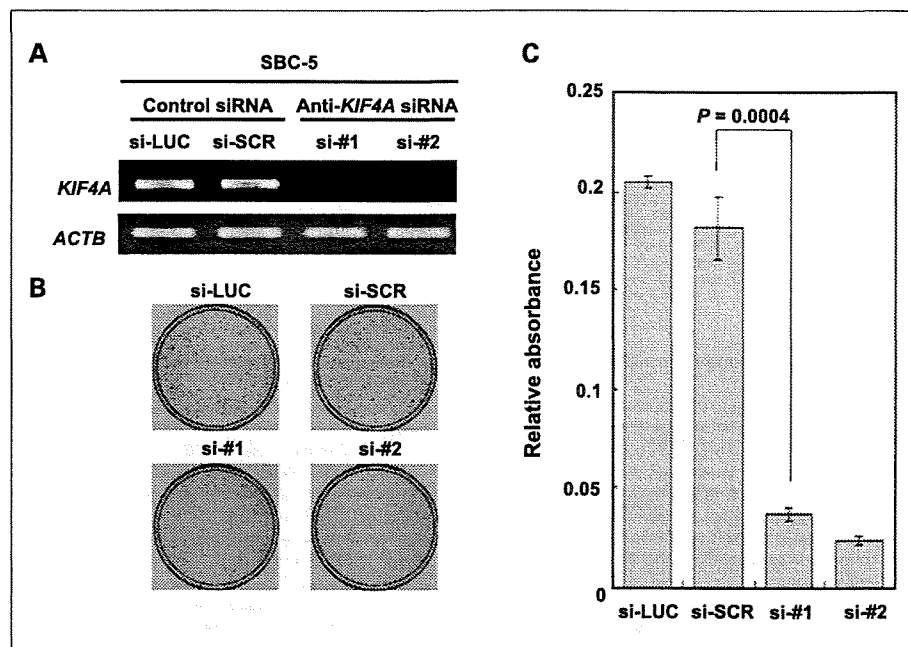 A
SBC-5
Control siRNA Anti-KIF4A siRNA
si-LUC si-SCR si-#1 si-#2
KIF4A
ACTB
B
si-LUC si-SCR
si-#1 si-#2
C
Relative absorbance
0.25
0.2
0.15
0.1
0.05
0
P = 0.0004
si-LUC si-SCR si-#1 si-#2